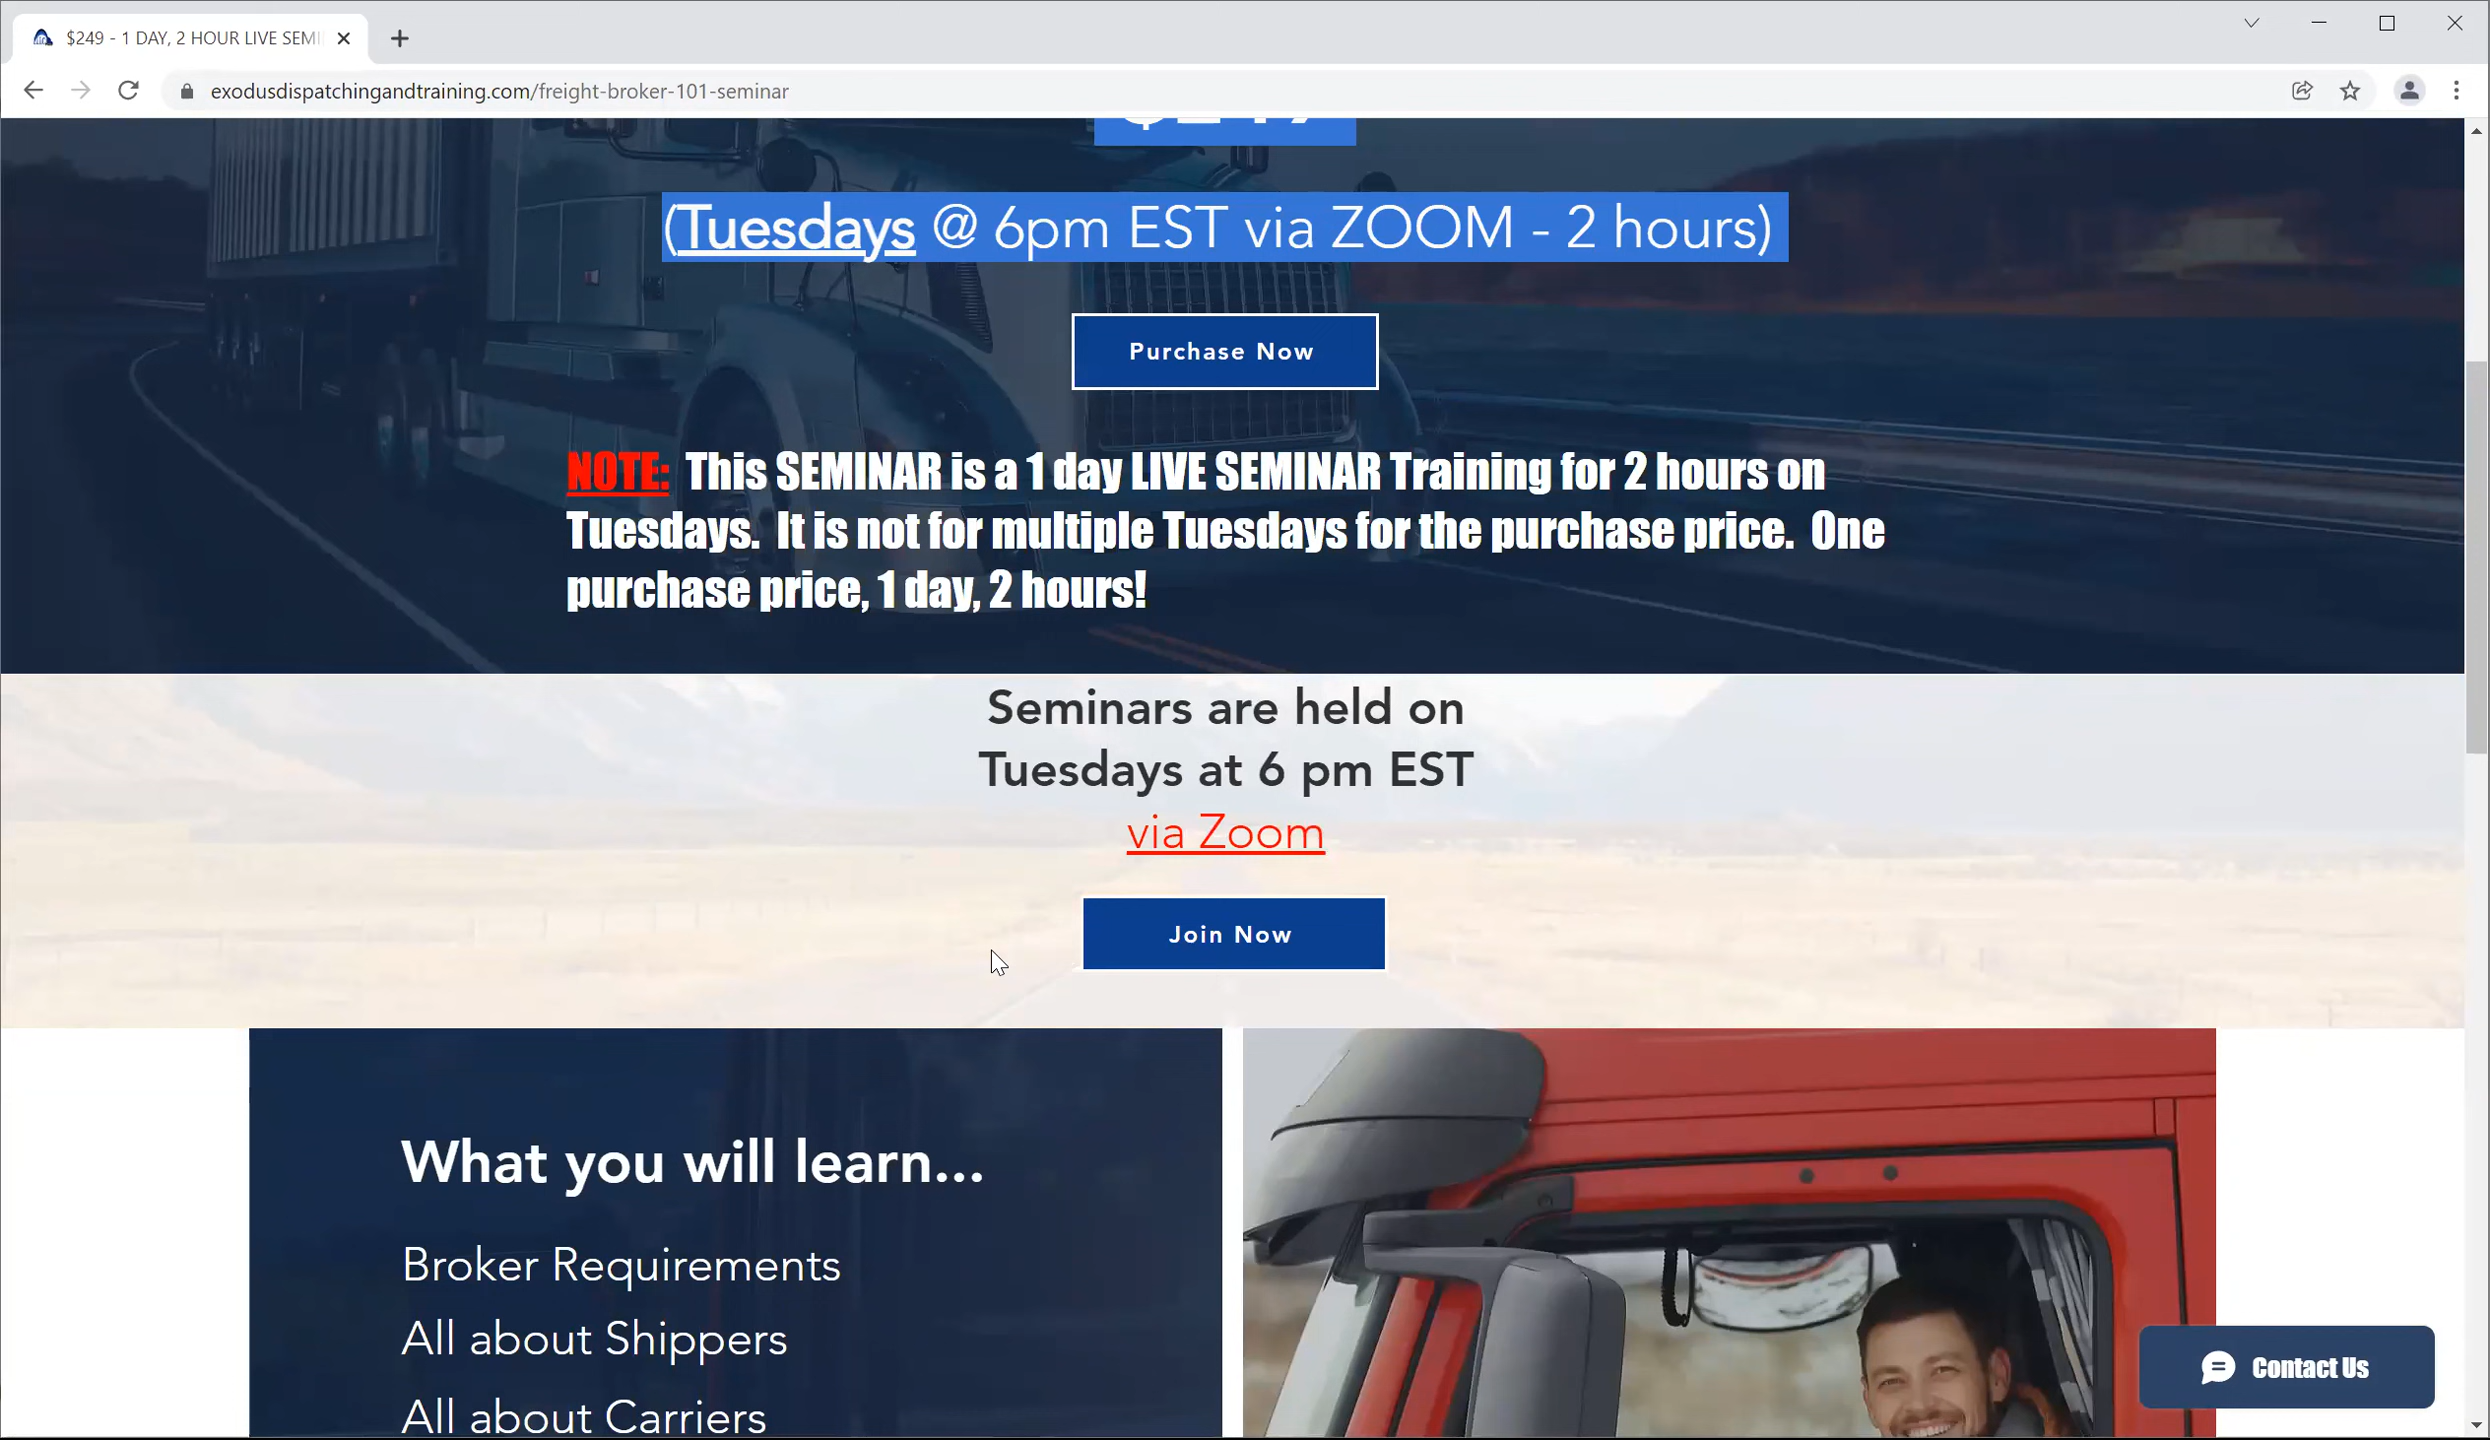 $249 - 1 DAY, 2 HOUR LIVE SEMI
exodusdispatchingandtraining.com/freight-broker-101-seminar
(Tuesdays @ 6pm EST via ZOOM - 2 hours)
Purchase Now
NOTE: This SEMINAR is a 1 day LIVE SEMINAR Training for 2 hours on
Tuesdays. It is not for multiple Tuesdays for the purchase price. One
purchase price, 1 day, 2 hours!
Seminars are held on
Tuesdays at 6 pm EST
via Zoom
Join Now
What you will learn...
Broker Requirements
All about Shippers
All about Carriers
Contact Us